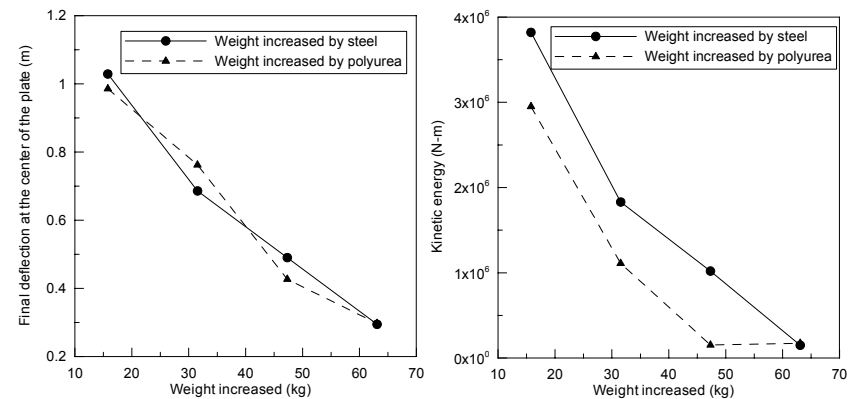 1.2
1
0.8
0.6
0.4
0.2
Final deflection at the center of the plate (m)
Weight increased by steel
Weight increased by polyurea
10 20 30 40 50 60 70
Weight increased (kg)
4x10⁶
3x10⁶
2x10⁶
1x10⁶
0x10⁰
Kinetic energy (N-m)
Weight increased by steel
Weight increased by polyurea
10 20 30 40 50 60 70
Weight increased (kg)